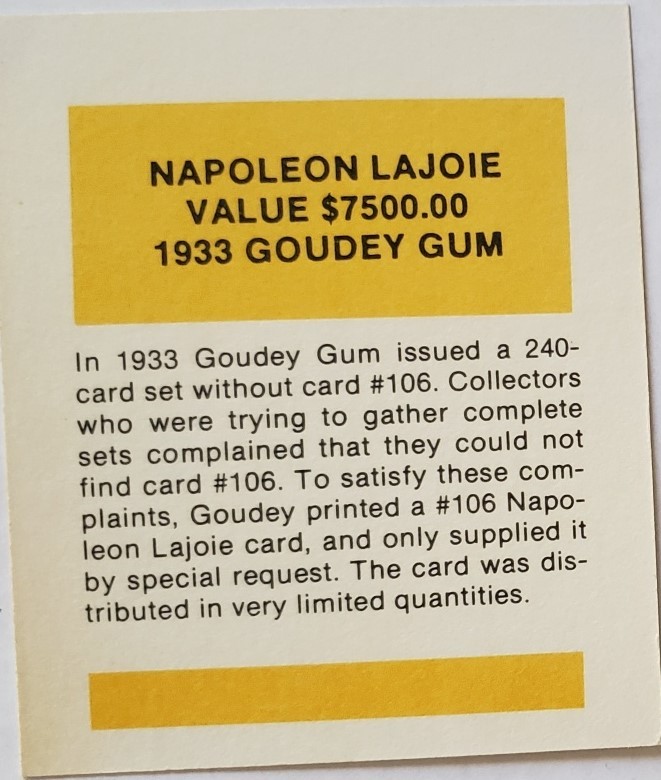 NAPOLEON LAJOIE
VALUE $7500.00
1933 GOUDEY GUM
In 1933 Goudey Gum issued a 240-
card set without card #106. Collectors
who were trying to gather complete
sets complained that they could not
find card #106. To satisfy these com-
plaints, Goudey printed a #106 Napo-
leon Lajoie card, and only supplied it
by special request. The card was dis-
tributed in very limited quantities.